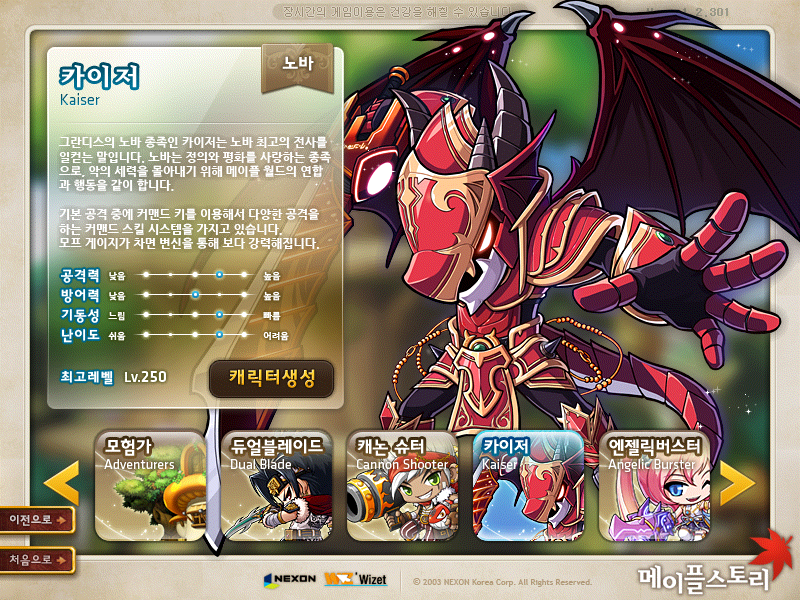 장시간의 게임이용은 건강을 해칠 수 있습니다
2,301
노바
카이저
Kaiser
그란디스의 노바 종족인 카이저는 노바 최고의 전사를
일컫는 말입니다. 노바는 정의와 평화를 사랑하는 종족
으로, 악의 세력을 몰아내기 위해 메이플 월드의 연합
과 행동을 같이 합니다.
기본 공격 중에 커맨드 키를 이용해서 다양한 공격을
하는 커맨드 스킬 시스템을 가지고 있습니다.
모프 게이지가 차면 변신을 통해 보다 강력해집니다.
공격력 낮음 높음
방어력 낮음 높음
기동성 느림 빠름
난이도 쉬움 어려움
최고레벨 Lv.250
캐릭터생성
모험가
Adventurers
듀얼블레이드
Dual Blade
캐논 슈터
Cannon Shooter
카이저
Kaiser
엔젤릭버스터
Angelic Burster
이전으로
처음으로
NEXON Wizet
© 2003 NEXON Korea Corp. All Rights Reserved.
메이플스토리